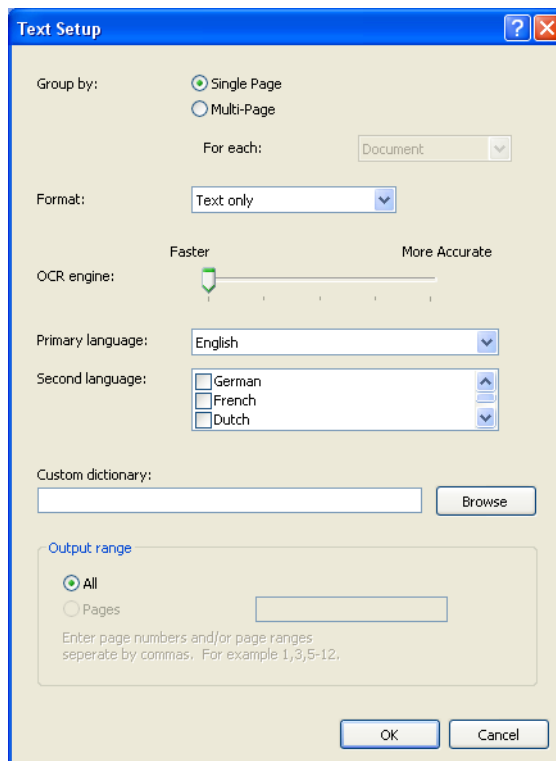 Text Setup
Group by:
Single Page
Multi-Page
For each:
Document
Format:
Text only
Faster
More Accurate
OCR engine:
Primary language:
English
Second language:
German
French
Dutch
Custom dictionary:
Browse
Output range
All
Pages
Enter page numbers and/or page ranges
seperate by commas.  For example 1,3,5-12.
OK
Cancel